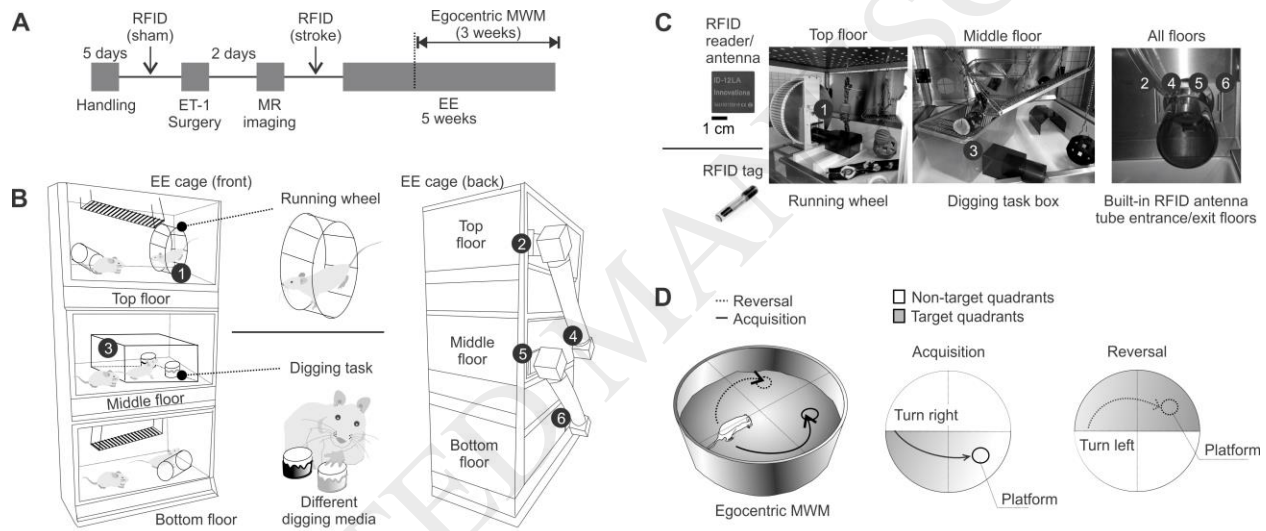 A
RFID
(sham)
RFID
(stroke)
Egocentric MWM
(3 weeks)
5 days
2 days
Handling
ET-1
Surgery
MR
imaging
EE
5 weeks
B
EE cage (front)
1
Top floor
3
Middle floor
Bottom floor
Running wheel
Digging task
Different
digging media
EE cage (back)
Top
floor
2
Middle
floor
4
5
6
Bottom
floor
C
RFID
reader/
antenna
ID-12LA
Innovations
1 cm
RFID tag
Top floor
1
Running wheel
Middle floor
3
Digging task box
All floors
2 4 5 6
Built-in RFID antenna
tube entrance/exit floors
D
Reversal
Acquisition
Non-target quadrants
Target quadrants
Egocentric MWM
Acquisition
Turn right
Platform
Reversal
Turn left
Platform